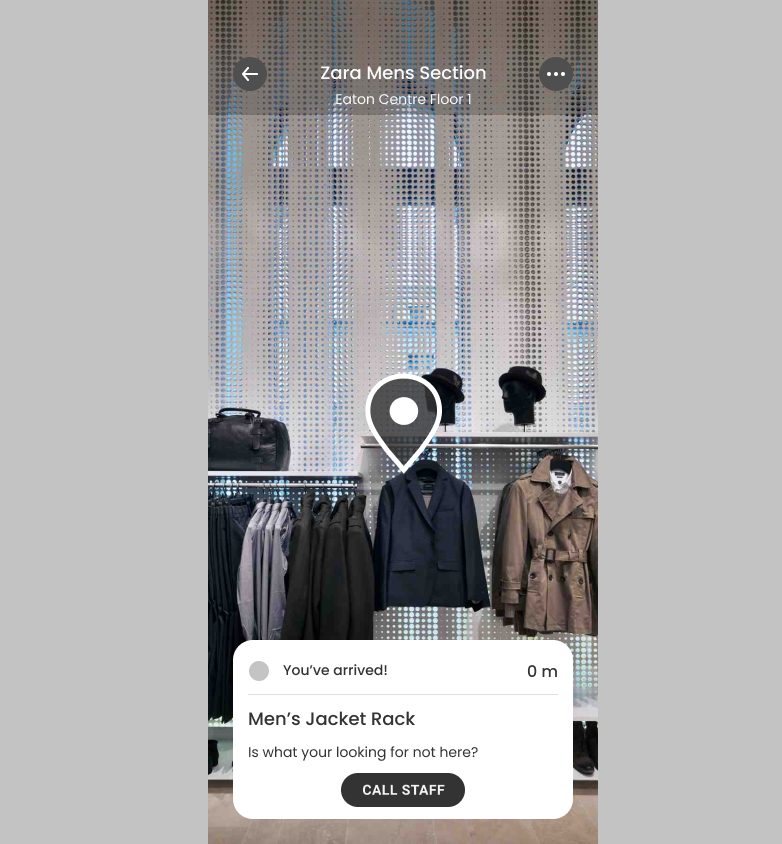 Zara Mens Section
Eaton Centre Floor 1
You've arrived!
0 m
Men's Jacket Rack
Is what your looking for not here?
CALL STAFF